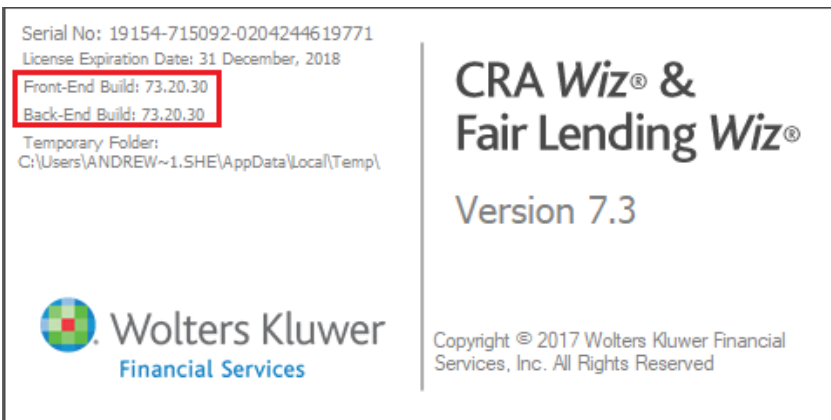 Serial No: 19154-715092-0204244619771
License Expiration Date: 31 December, 2018
Front-End Build: 73.20.30
Back-End Build: 73.20.30
Temporary Folder:
C:\Users\ANDREW~1.SHE\AppData\Local\Temp\
Wolters Kluwer
Financial Services
CRA Wiz® &
Fair Lending Wiz®
Version 7.3
Copyright © 2017 Wolters Kluwer Financial
Services, Inc. All Rights Reserved